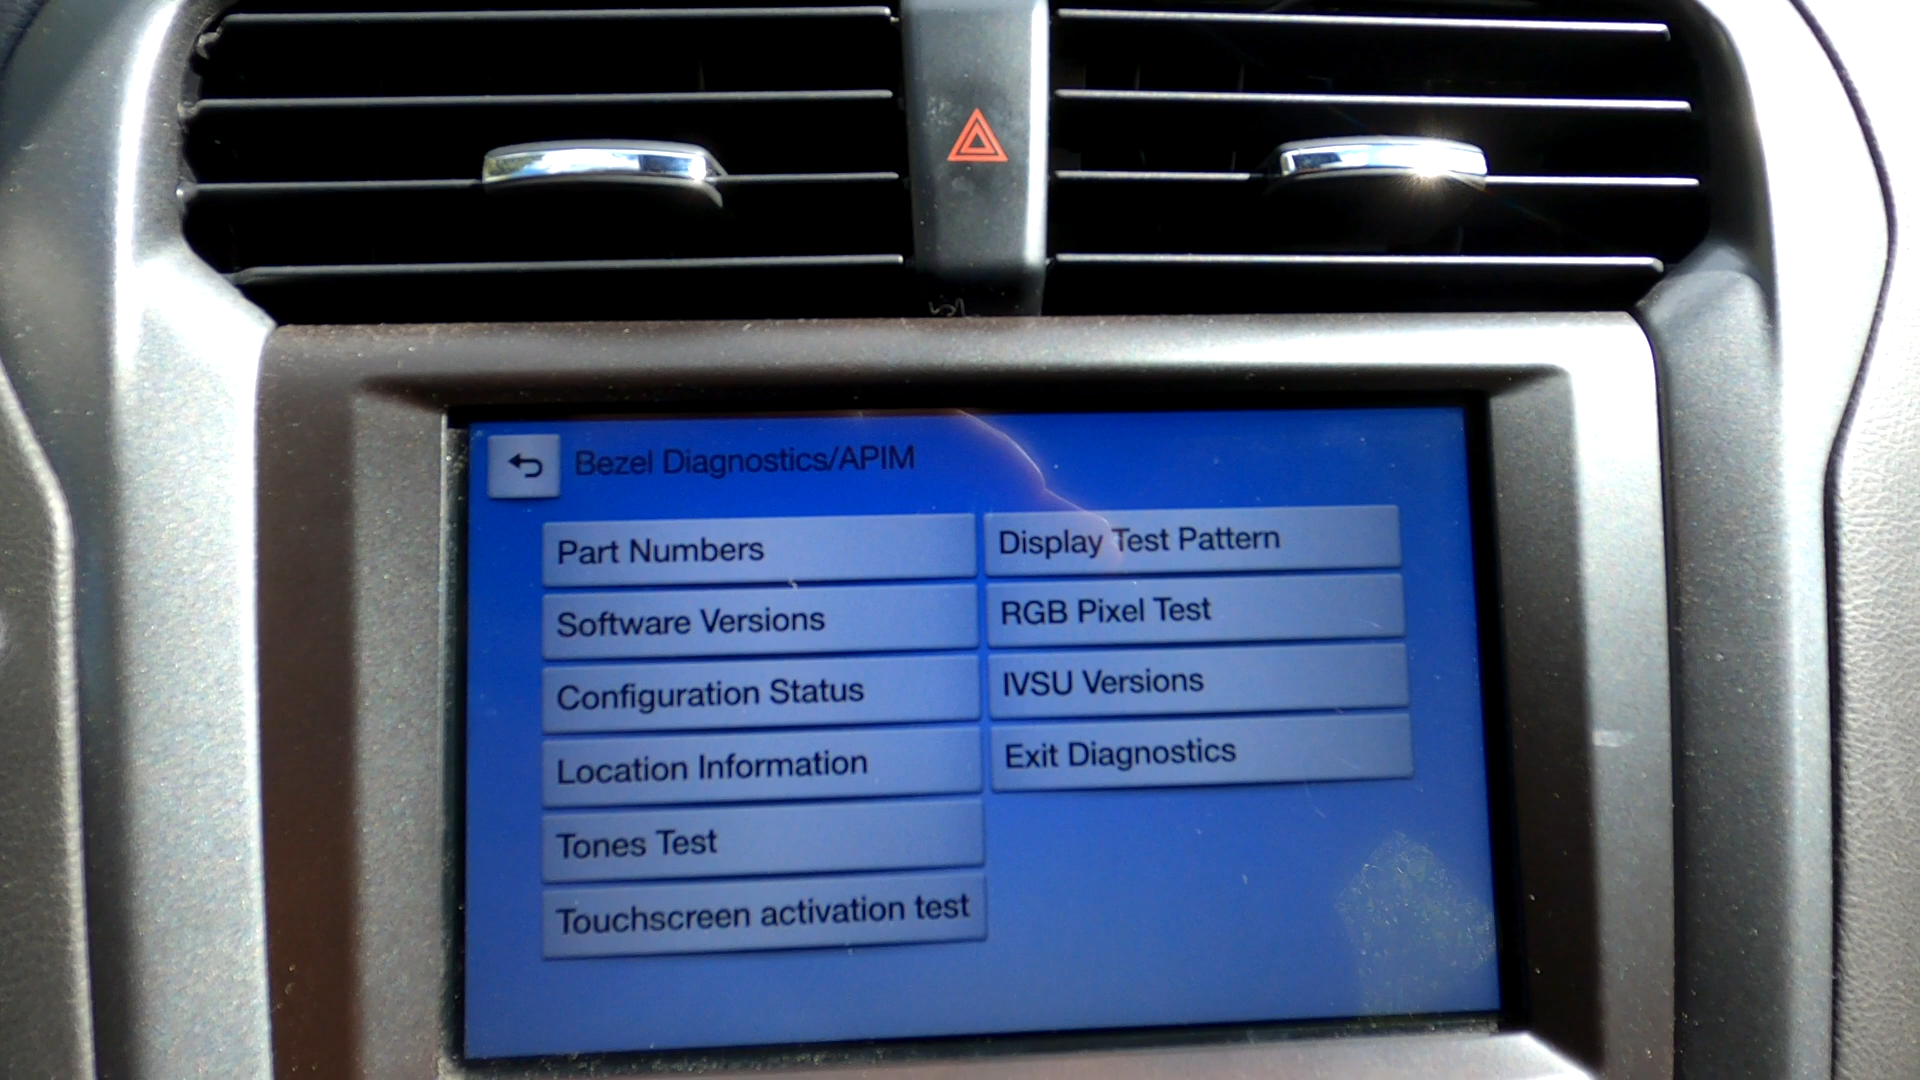 Bezel Diagnostics/APIM
Part Numbers
Software Versions
Configuration Status
Location Information
Tones Test
Touchscreen activation test
Display Test Pattern
RGB Pixel Test
IVSU Versions
Exit Diagnostics